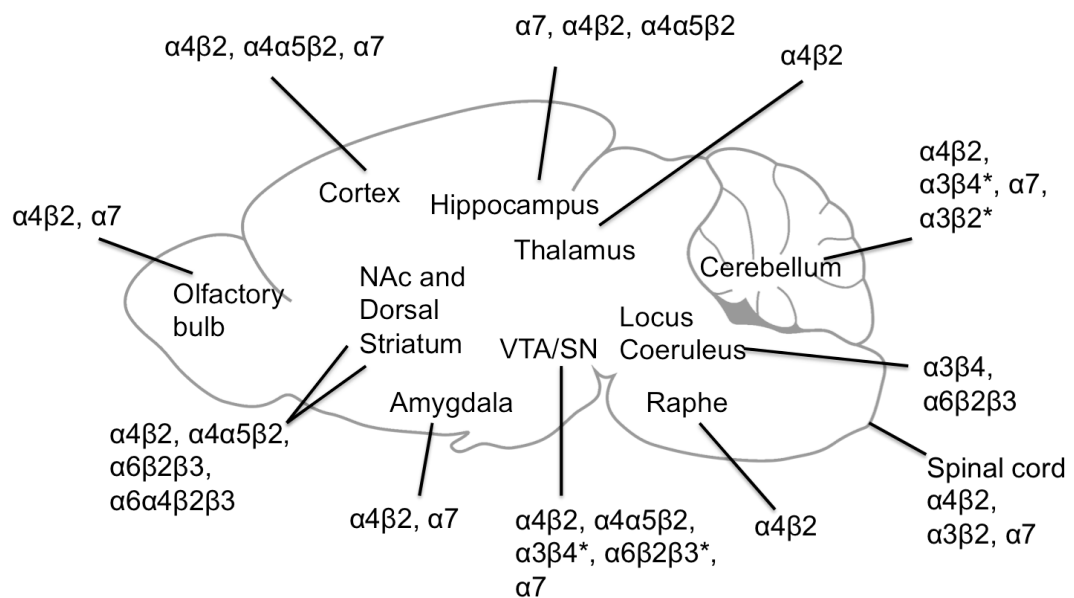 α7, α4β2, α4α5β2
α4β2, α4α5β2, α7
α4β2
α4β2,
α3β4*, α7,
α3β2*
α4β2, α7
Cortex
Hippocampus
Thalamus
Cerebellum
Olfactory
bulb
NAc and
Dorsal
Striatum
VTA/SN
Locus
Coeruleus
α3β4,
α6β2β3
Amygdala
Raphe
α4β2, α4α5β2,
α6β2β3,
α6α4β2β3
α4β2, α7
α4β2, α4α5β2,
α3β4*, α6β2β3*,
α7
α4β2
Spinal cord
α4β2,
α3β2, α7